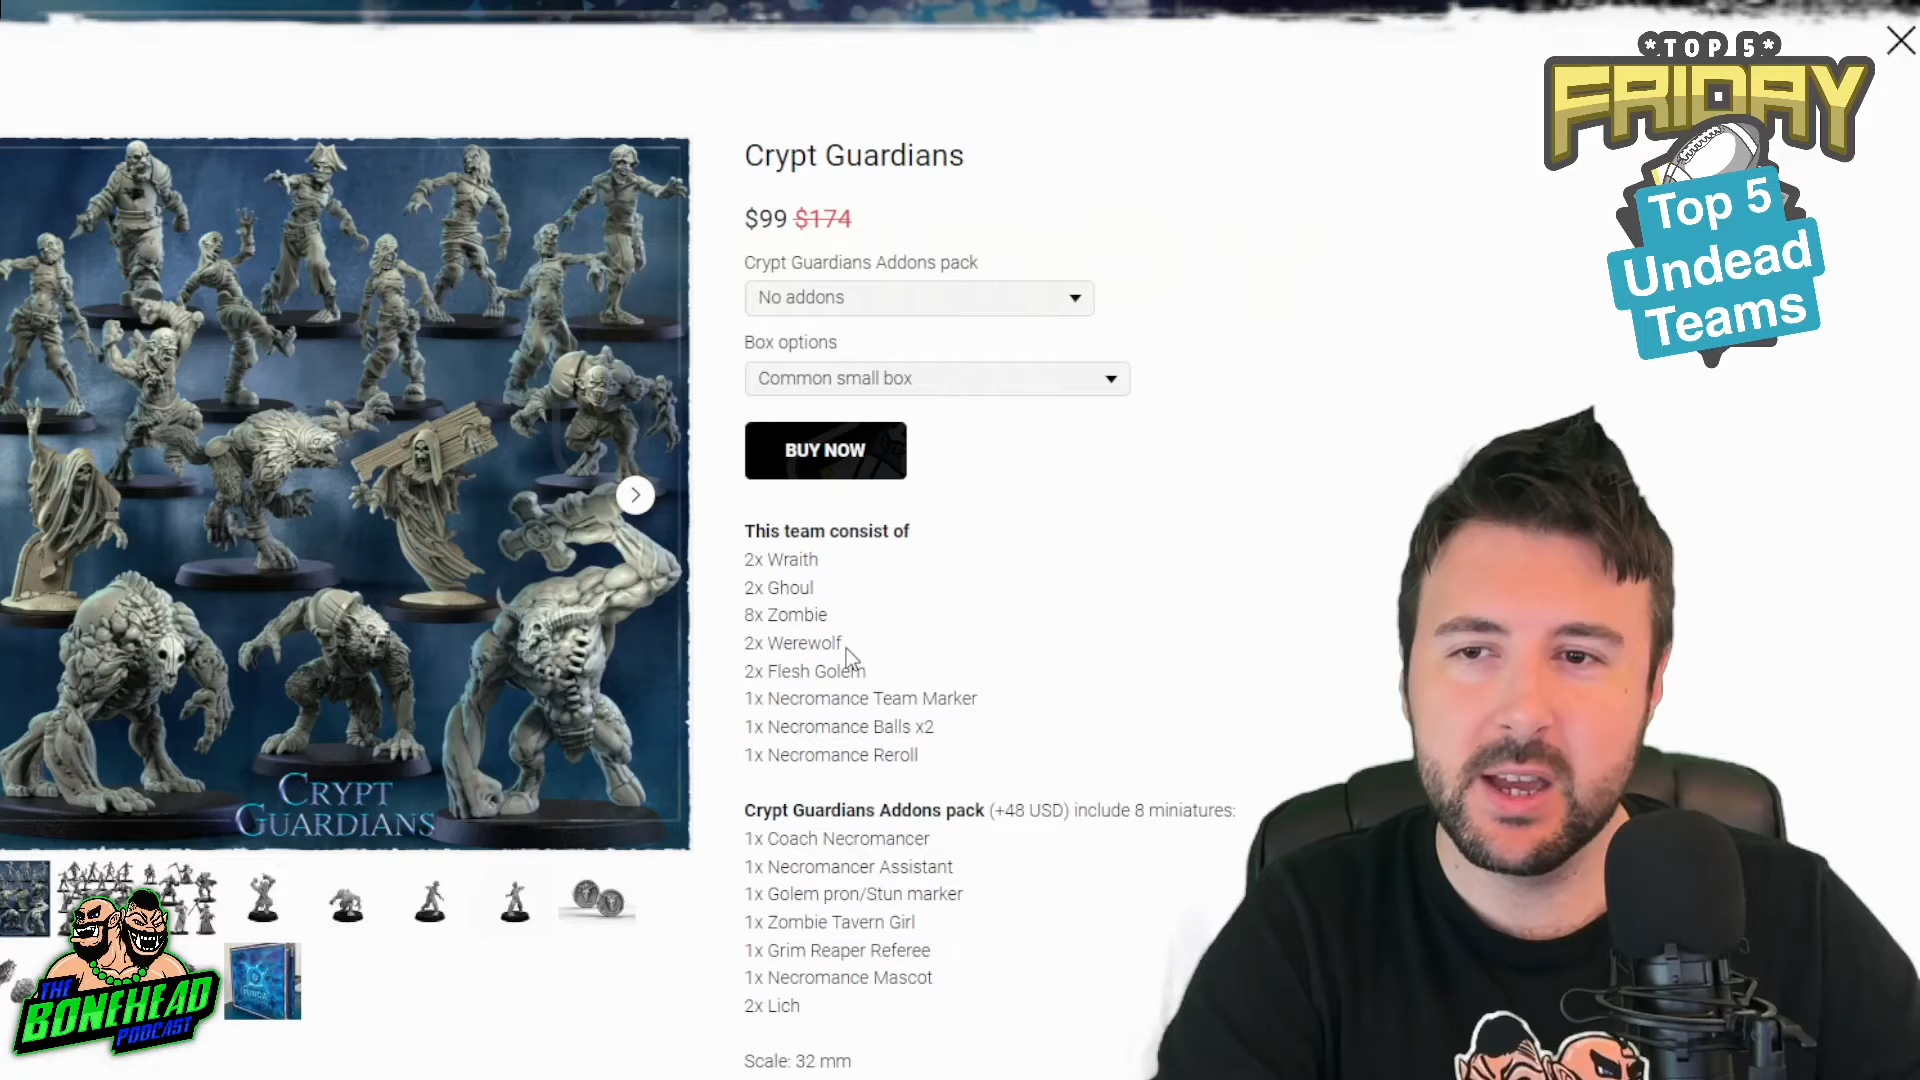 *TOP 5*
FRIDAY
Top 5
Undead
Teams
Crypt Guardians
$99 $174
Crypt Guardians Addons pack
No addons
Box options
Common small box
BUY NOW
This team consist of
2x Wraith
2x Ghoul
8x Zombie
2x Werewolf
2x Flesh Golem
1x Necromance Team Marker
1x Necromance Balls x2
1x Necromance Reroll
Crypt Guardians Addons pack (+48 USD) include 8 miniatures:
1x Coach Necromancer
1x Necromancer Assistant
1x Golem pron/Stun marker
1x Zombie Tavern Girl
1x Grim Reaper Referee
1x Necromance Mascot
2x Lich
Scale: 32 mm
CRYPT
GUARDIANS
THE
BONEHEAD
PODCAST
PUNGA